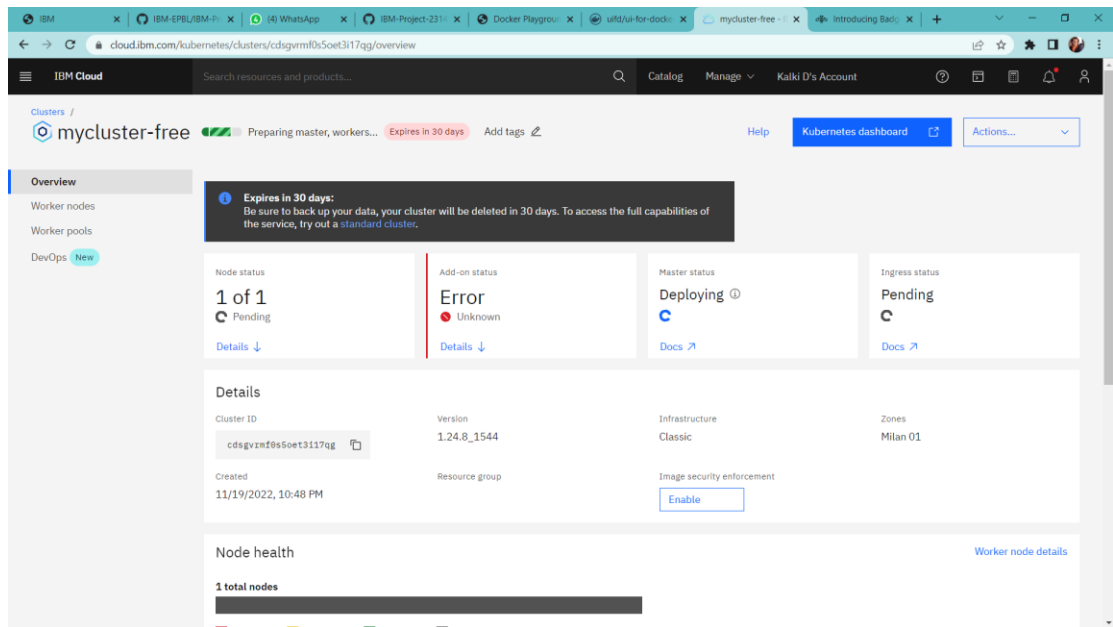 IBM
IBM-EPBL/IBM-Pr
(4) WhatsApp
IBM-Project-2314
Docker Playgroun
uifd/ui-for-docke
mycluster-free -
Introducing Badg
cloud.ibm.com/kubernetes/clusters/cdsgvrmf0s5oet3i17qg/overview
IBM Cloud
Search resources and products...
Catalog
Manage
Kalki D's Account
Clusters /
mycluster-free
Preparing master, workers...
Expires in 30 days
Add tags
Help
Kubernetes dashboard
Actions...
Overview
Worker nodes
Worker pools
DevOps New
Expires in 30 days:
Be sure to back up your data, your cluster will be deleted in 30 days. To access the full capabilities of
the service, try out a standard cluster.
Node status
1 of 1
Pending
Details ↓
Add-on status
Error
Unknown
Details ↓
Master status
Deploying
Docs
Ingress status
Pending
Docs
Details
Cluster ID
cdsgvrmf0s5oet3i17qg
Version
1.24.8_1544
Infrastructure
Classic
Zones
Milan 01
Created
11/19/2022, 10:48 PM
Resource group
Image security enforcement
Enable
Node health
Worker node details
1 total nodes